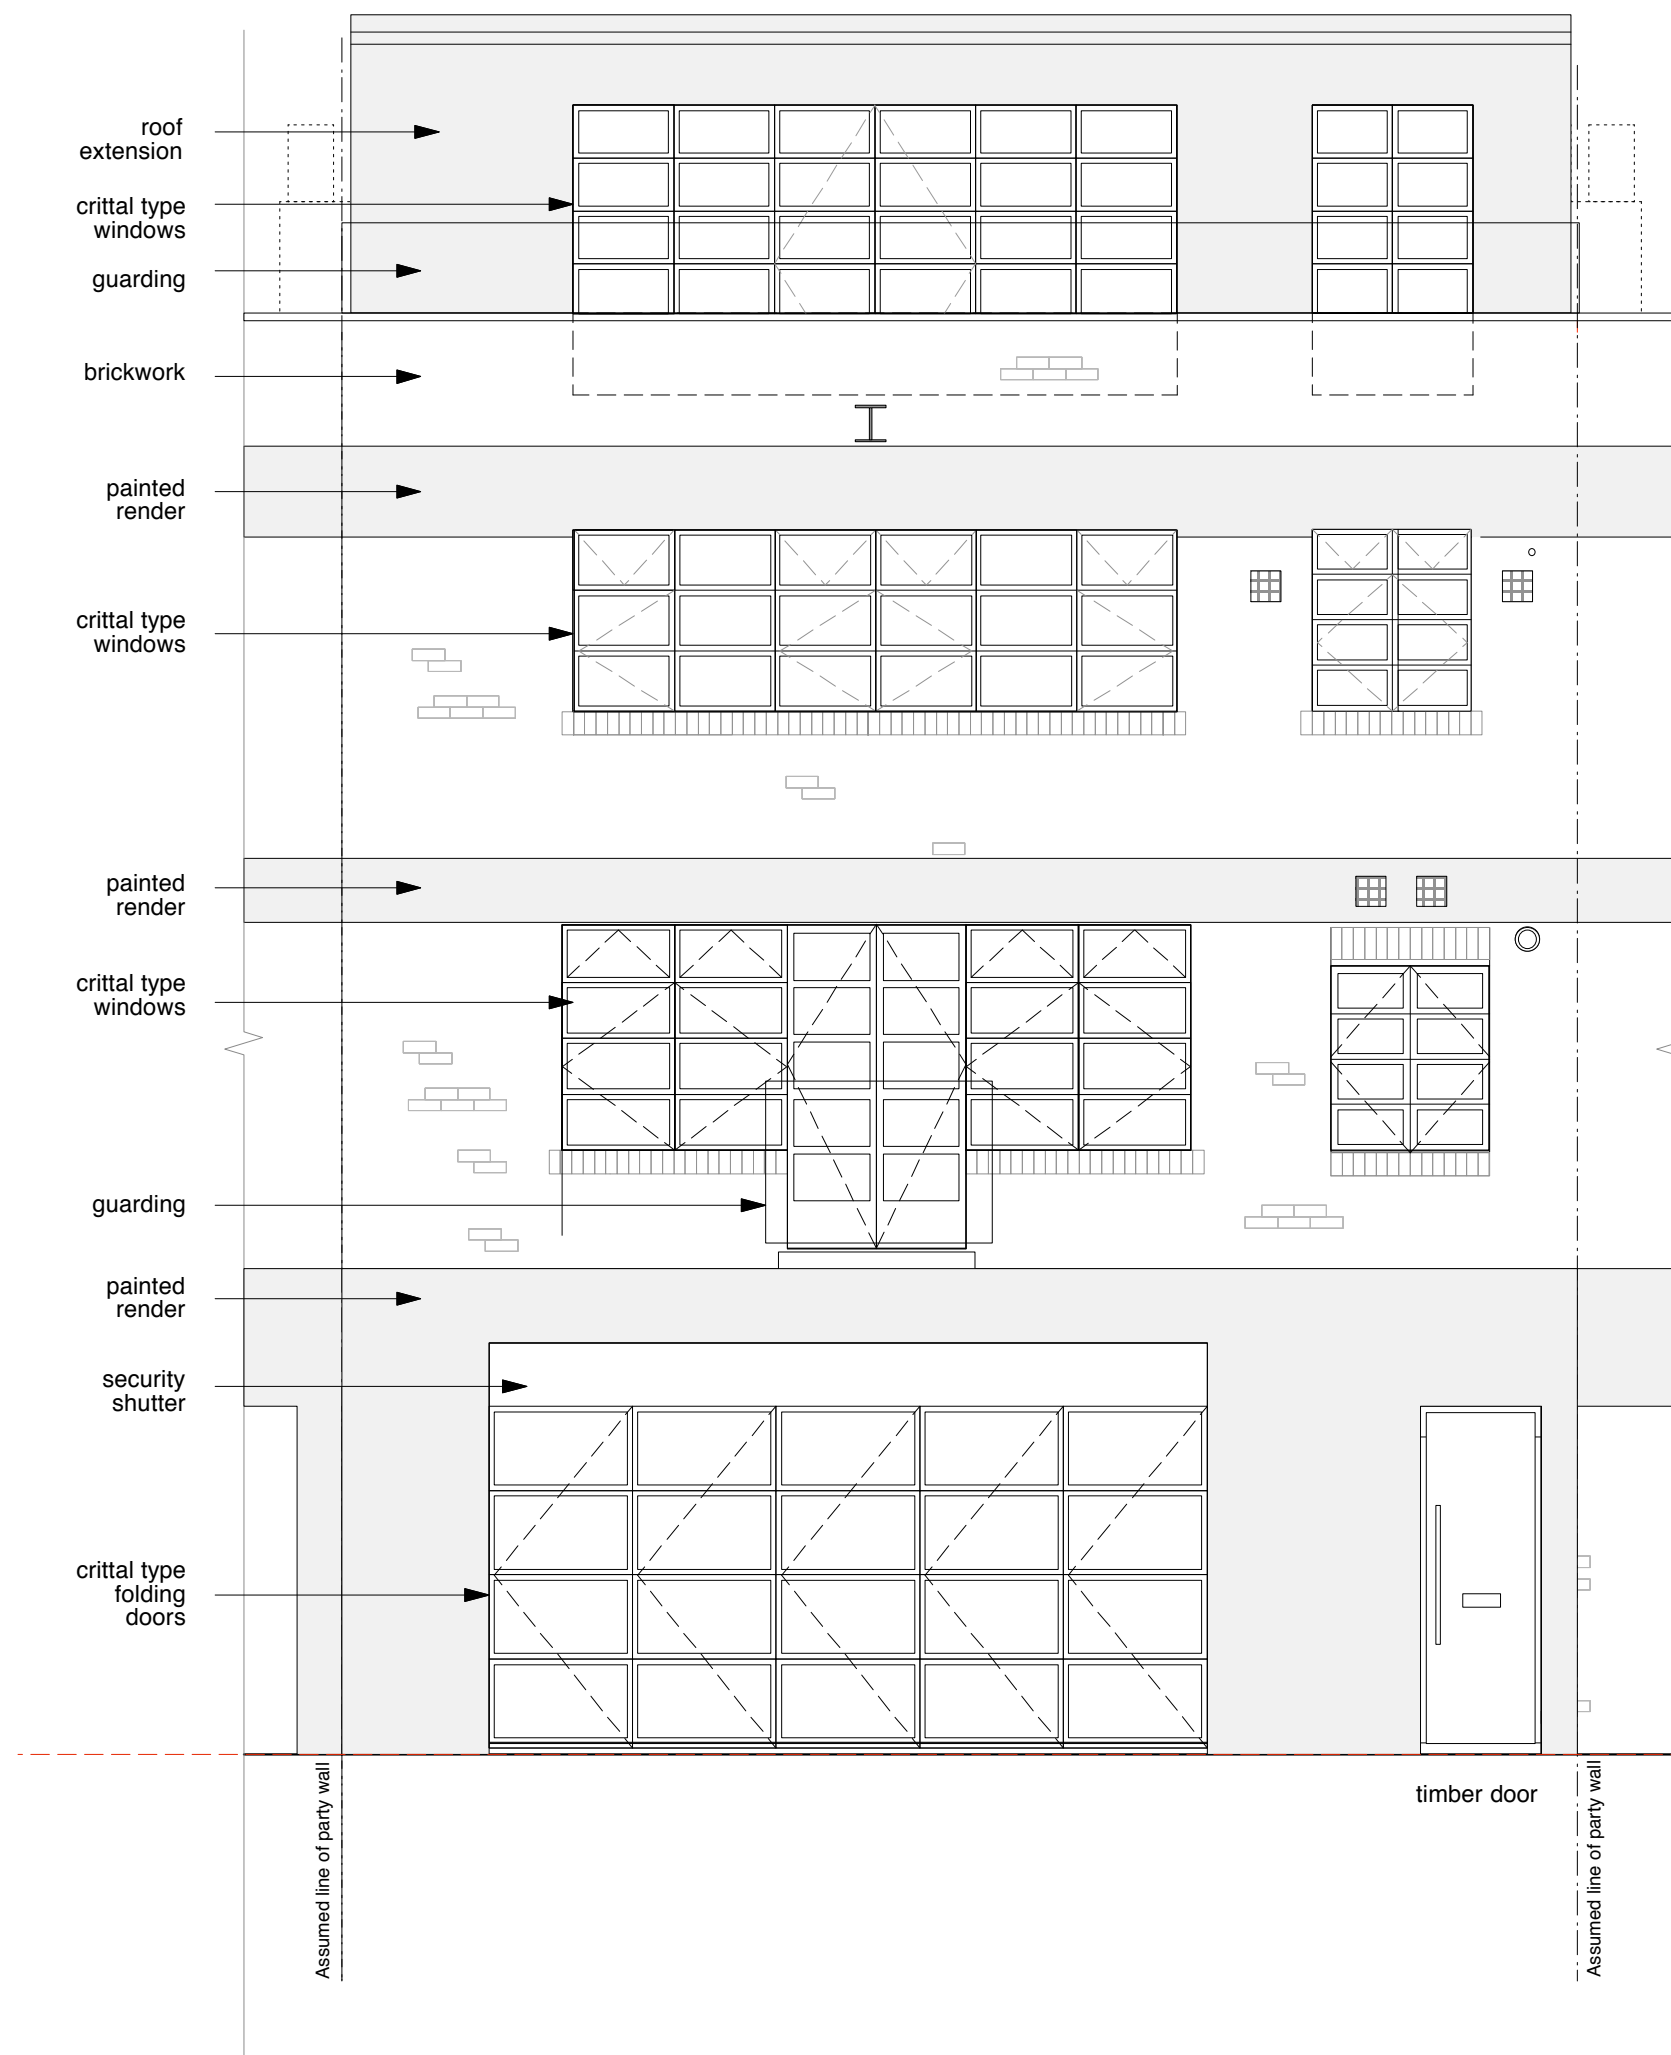 roof
extension
crittal type
windows
guarding
brickwork
painted
render
crittal type
windows
painted
render
crittal type
windows
guarding
painted
render
security
shutter
crittal type
folding
doors
timber door
Assumed line of party wall
Assumed line of party wall